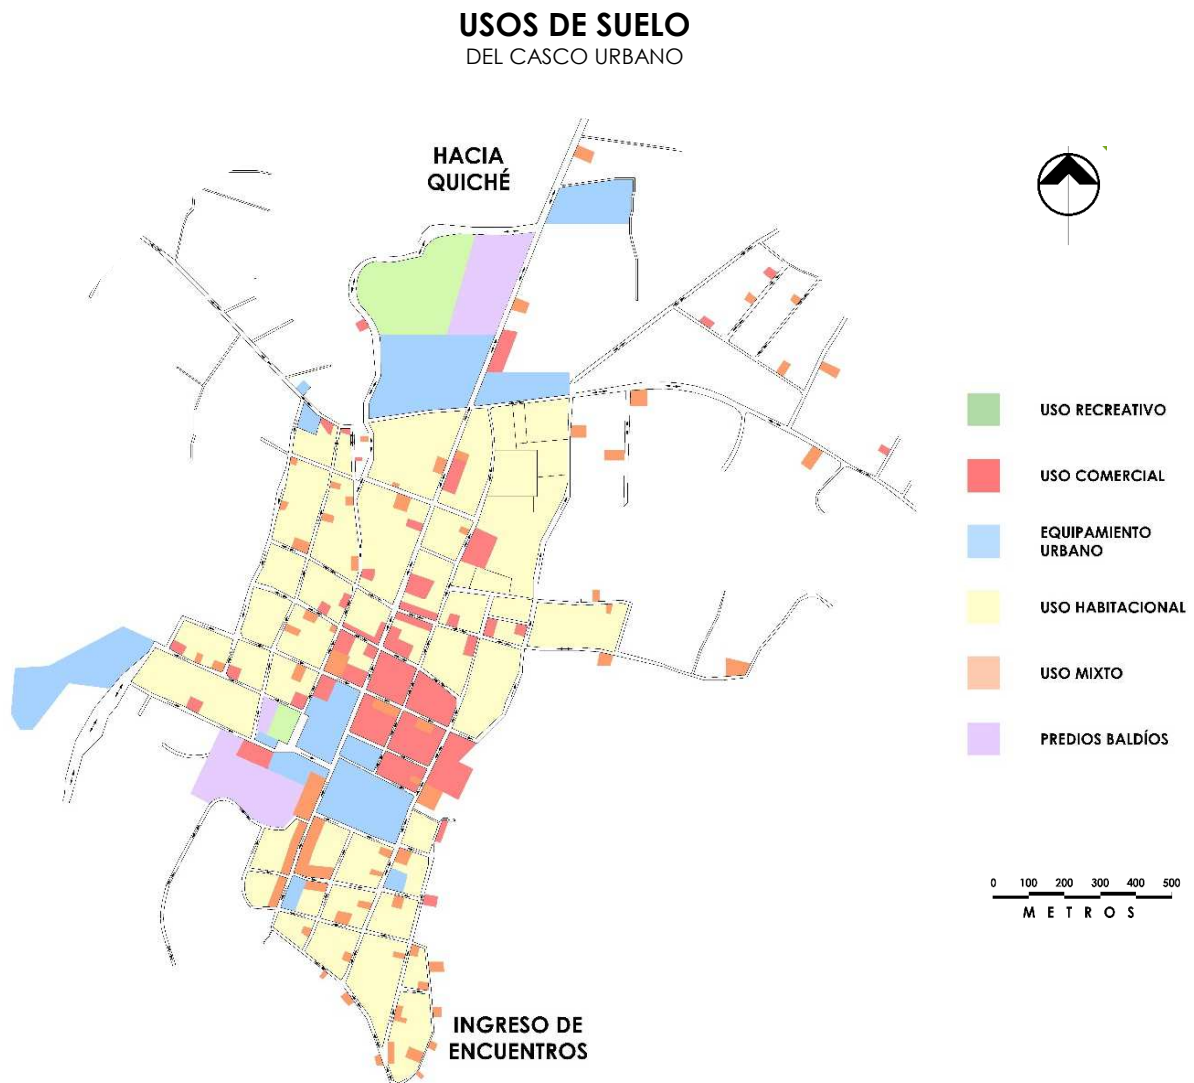 USOS DE SUELO
DEL CASCO URBANO
HACIA
QUICHÉ
USO RECREATIVO
USO COMERCIAL
EQUIPAMIENTO
URBANO
USO HABITACIONAL
USO MIXTO
PREDIOS BALDÍOS
0 100 200 300 400 500
METROS
INGRESO DE
ENCUENTROS